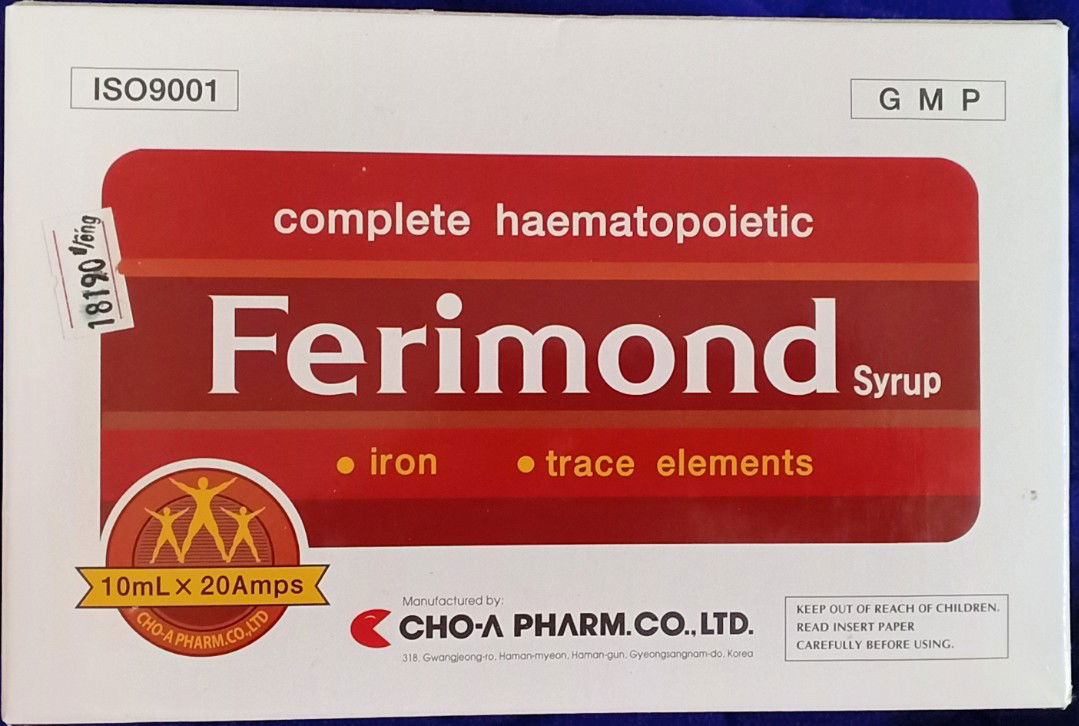 ISO9001
G M P
complete haematopoietic
18190 đ/ống
Ferimond Syrup
• iron • trace elements
10mL × 20Amps
CHO-A PHARM.CO.,LTD
Manufactured by:
CHO-A PHARM.CO.,LTD.
318, Gwangjeong-ro, Haman-myeon, Haman-gun, Gyeongsangnam-do, Korea
KEEP OUT OF REACH OF CHILDREN.
READ INSERT PAPER
CAREFULLY BEFORE USING.